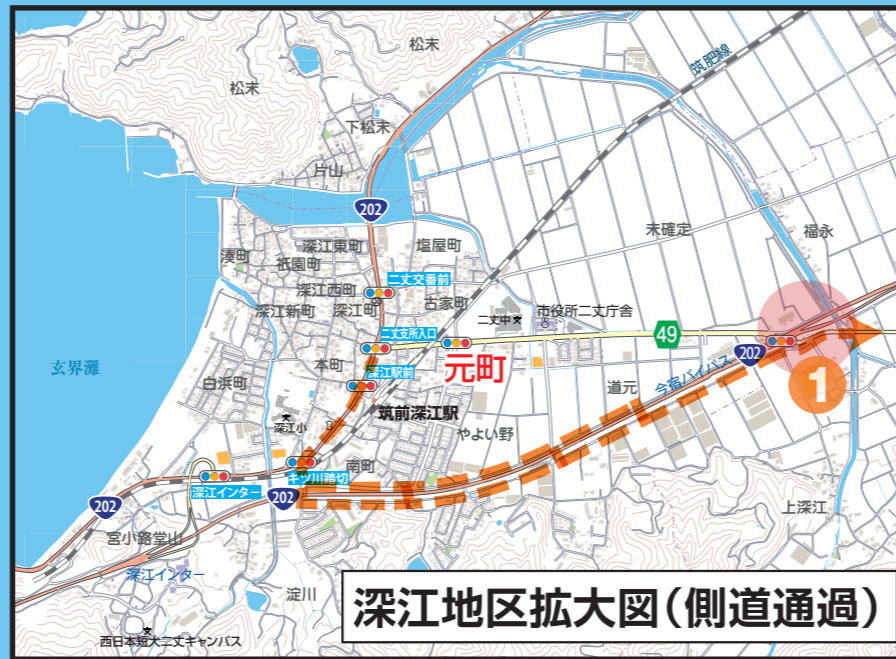 松末
松末
筑肥線
下松末
片山
202
未確定
福永
塩屋町
深江東町
湊町
祇園町
二丈交番前
深江西町
深江町
古家町
深江新町
二丈中
市役所二丈庁舎
二丈支所入口
49
元町
玄界灘
本町
202
今宿バイパス
白浜町
深江駅前
道元
1
筑前深江駅
深江小
やよい野
南町
キツ川踏切
深江インター
202
202
上深江
宮小路堂山
深江インター
淀川
深江地区拡大図(側道通過)
西日本短大二丈キャンパス